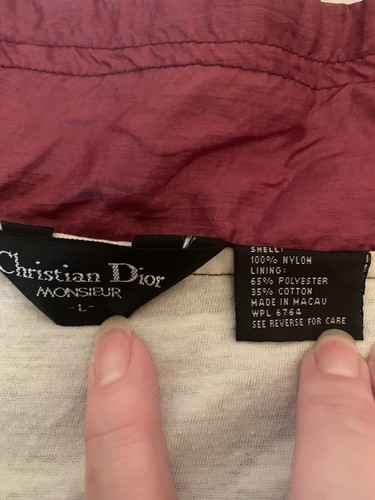 Christian Dior
MONSIEUR
-L-
SHELL:
100% NYLON
LINING:
65% POLYESTER
35% COTTON
MADE IN MACAU
WPL 6764
SEE REVERSE FOR CARE